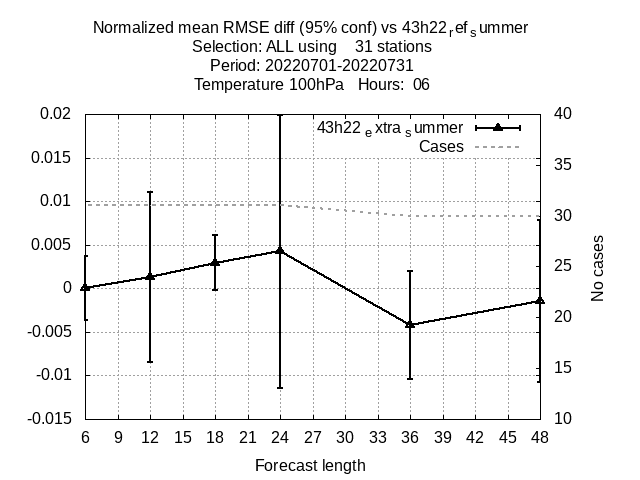 Normalized mean RMSE diff (95% conf) vs 43h22refsummer
Selection: ALL using 31 stations
Period: 20220701-20220731
Temperature 100hPa Hours: 06
0.02
0.015
0.01
0.005
0
-0.005
-0.01
-0.015
43h22extrasummer
Cases
40
35
30
25
20
15
10
No cases
6 9 12 15 18 21 24 27 30 33 36 39 42 45 48
Forecast length